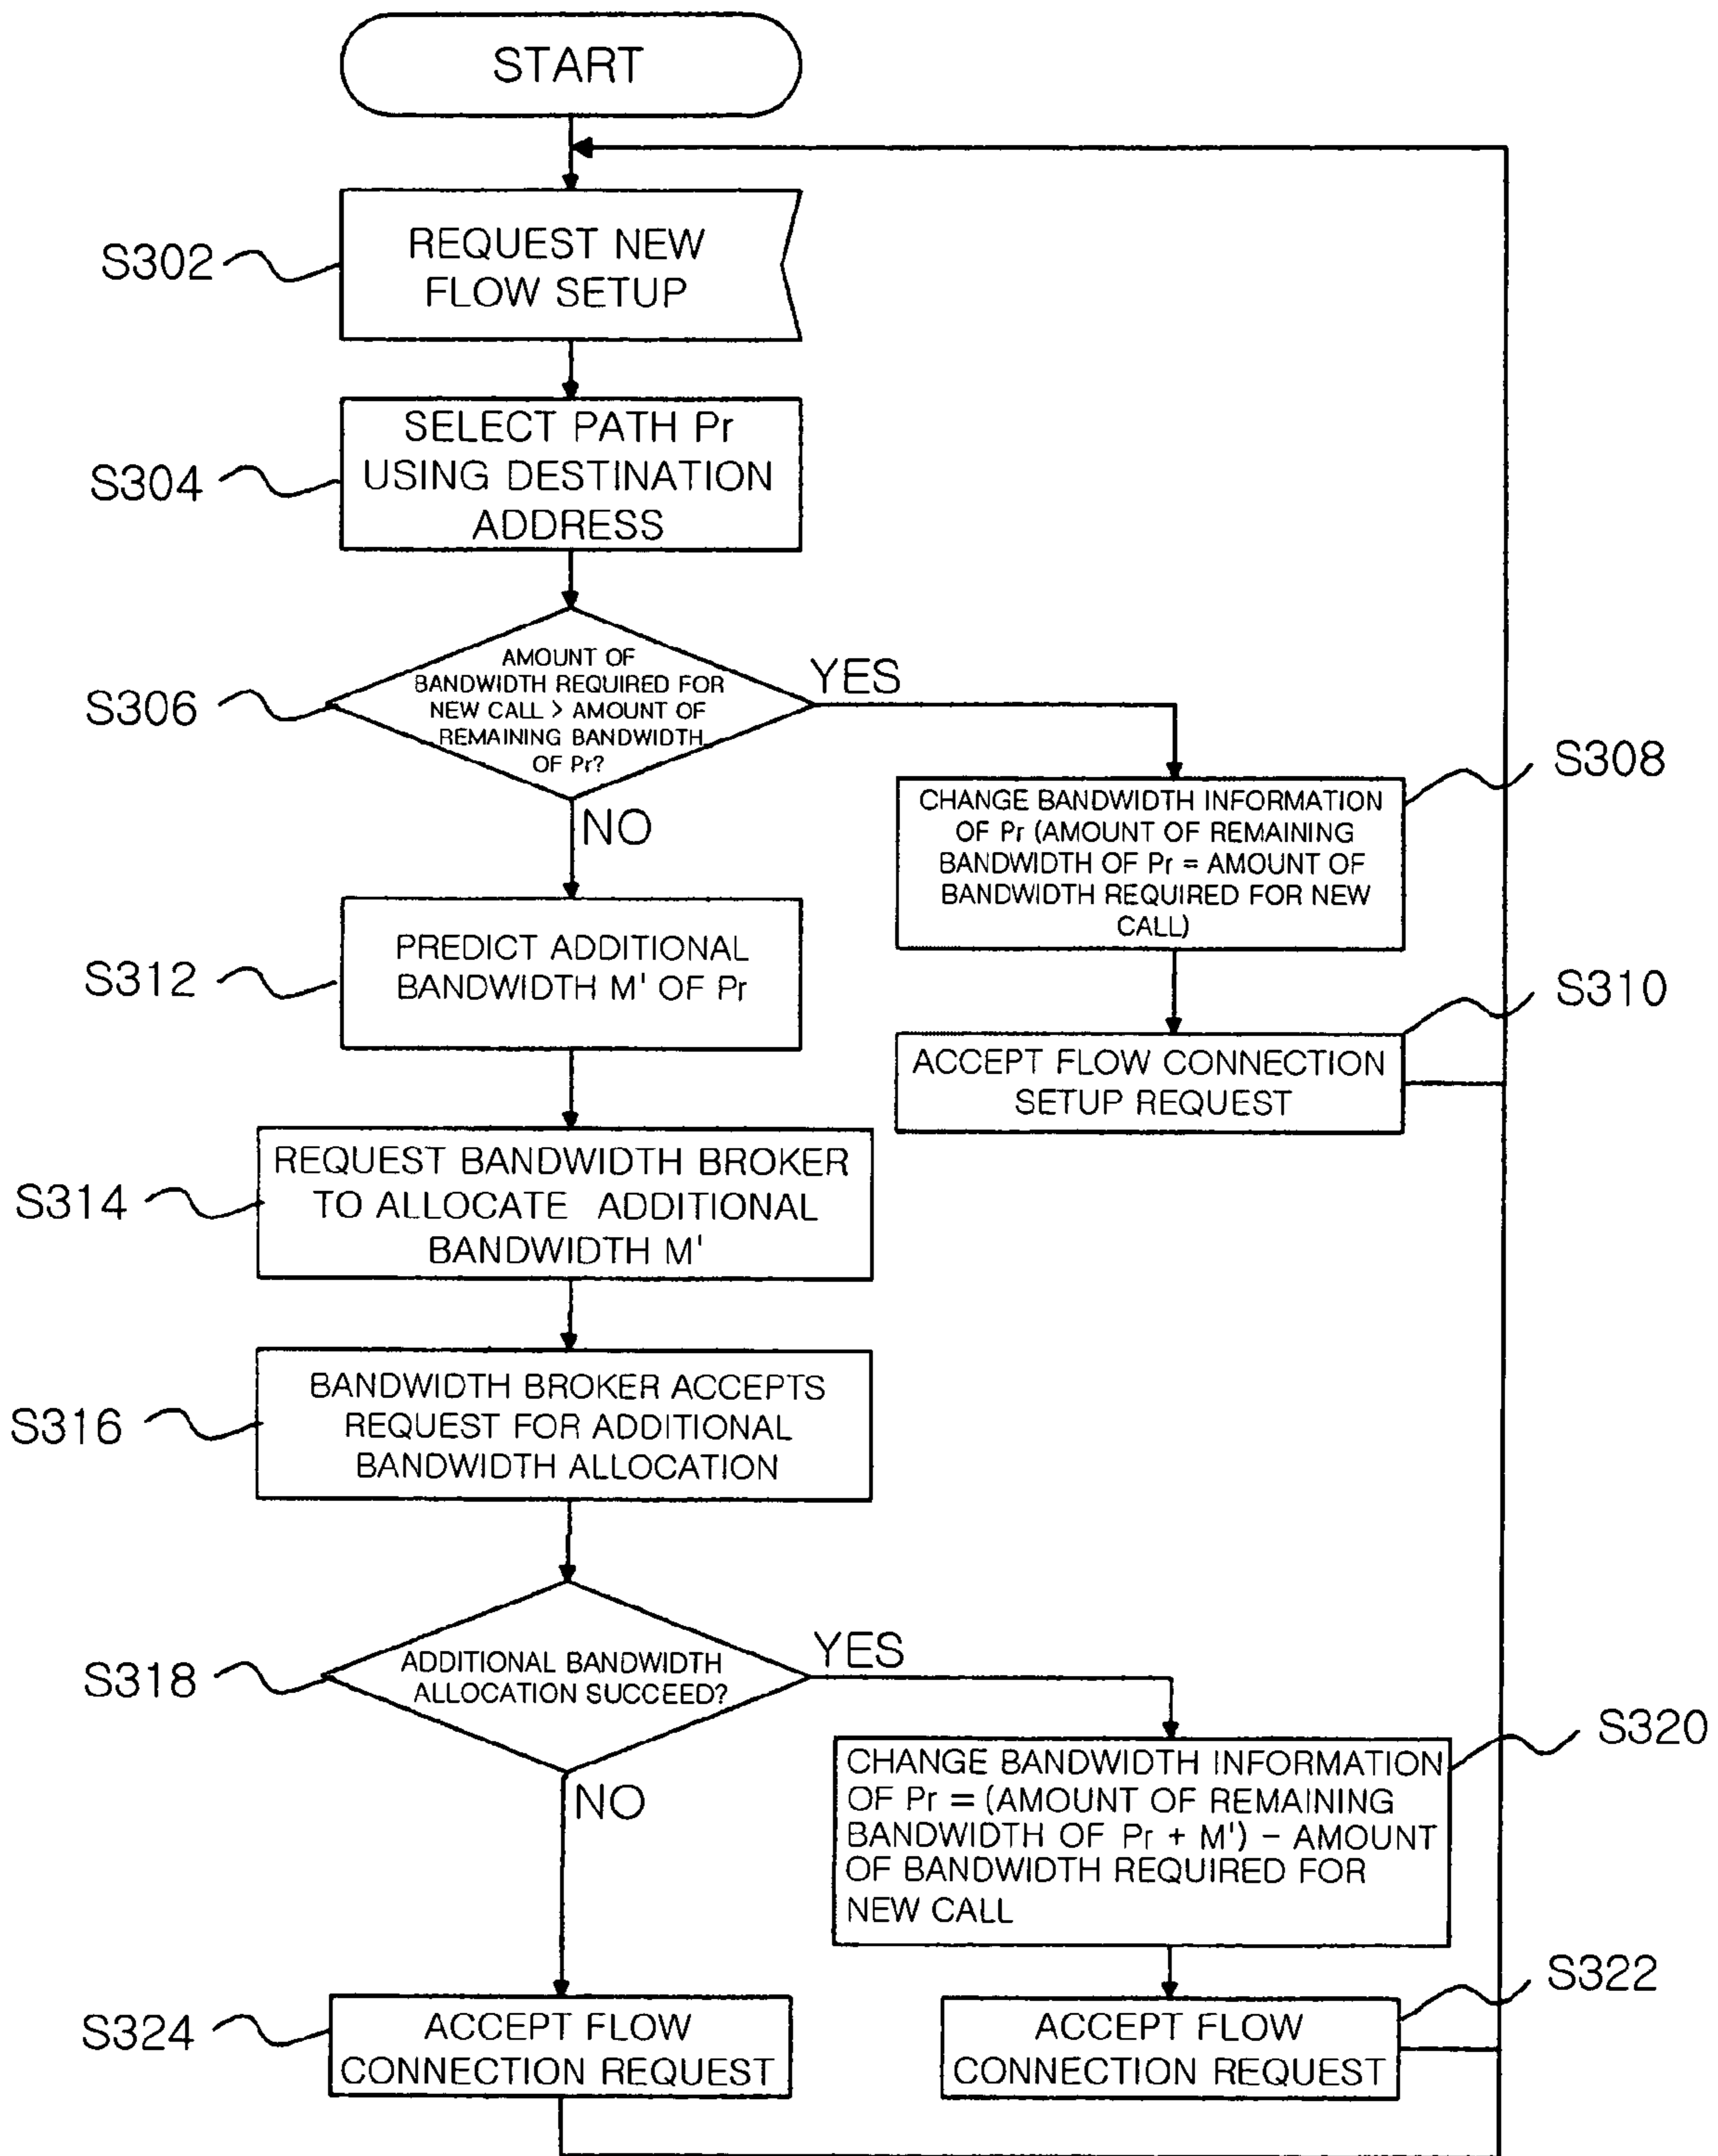 START
S302
REQUEST NEW
FLOW SETUP
S304
SELECT PATH Pr
USING DESTINATION
ADDRESS
S306
AMOUNT OF
BANDWIDTH REQUIRED FOR
NEW CALL > AMOUNT OF
REMAINING BANDWIDTH
OF Pr?
YES
NO
S308
CHANGE BANDWIDTH INFORMATION
OF Pr (AMOUNT OF REMAINING
BANDWIDTH OF Pr = AMOUNT OF
BANDWIDTH REQUIRED FOR NEW
CALL)
S310
ACCEPT FLOW CONNECTION
SETUP REQUEST
S312
PREDICT ADDITIONAL
BANDWIDTH M' OF Pr
S314
REQUEST BANDWIDTH BROKER
TO ALLOCATE ADDITIONAL
BANDWIDTH M'
S316
BANDWIDTH BROKER ACCEPTS
REQUEST FOR ADDITIONAL
BANDWIDTH ALLOCATION
S318
ADDITIONAL BANDWIDTH
ALLOCATION SUCCEED?
YES
NO
S320
CHANGE BANDWIDTH INFORMATION
OF Pr = (AMOUNT OF REMAINING
BANDWIDTH OF Pr + M') - AMOUNT
OF BANDWIDTH REQUIRED FOR
NEW CALL
S322
ACCEPT FLOW
CONNECTION REQUEST
S324
ACCEPT FLOW
CONNECTION REQUEST